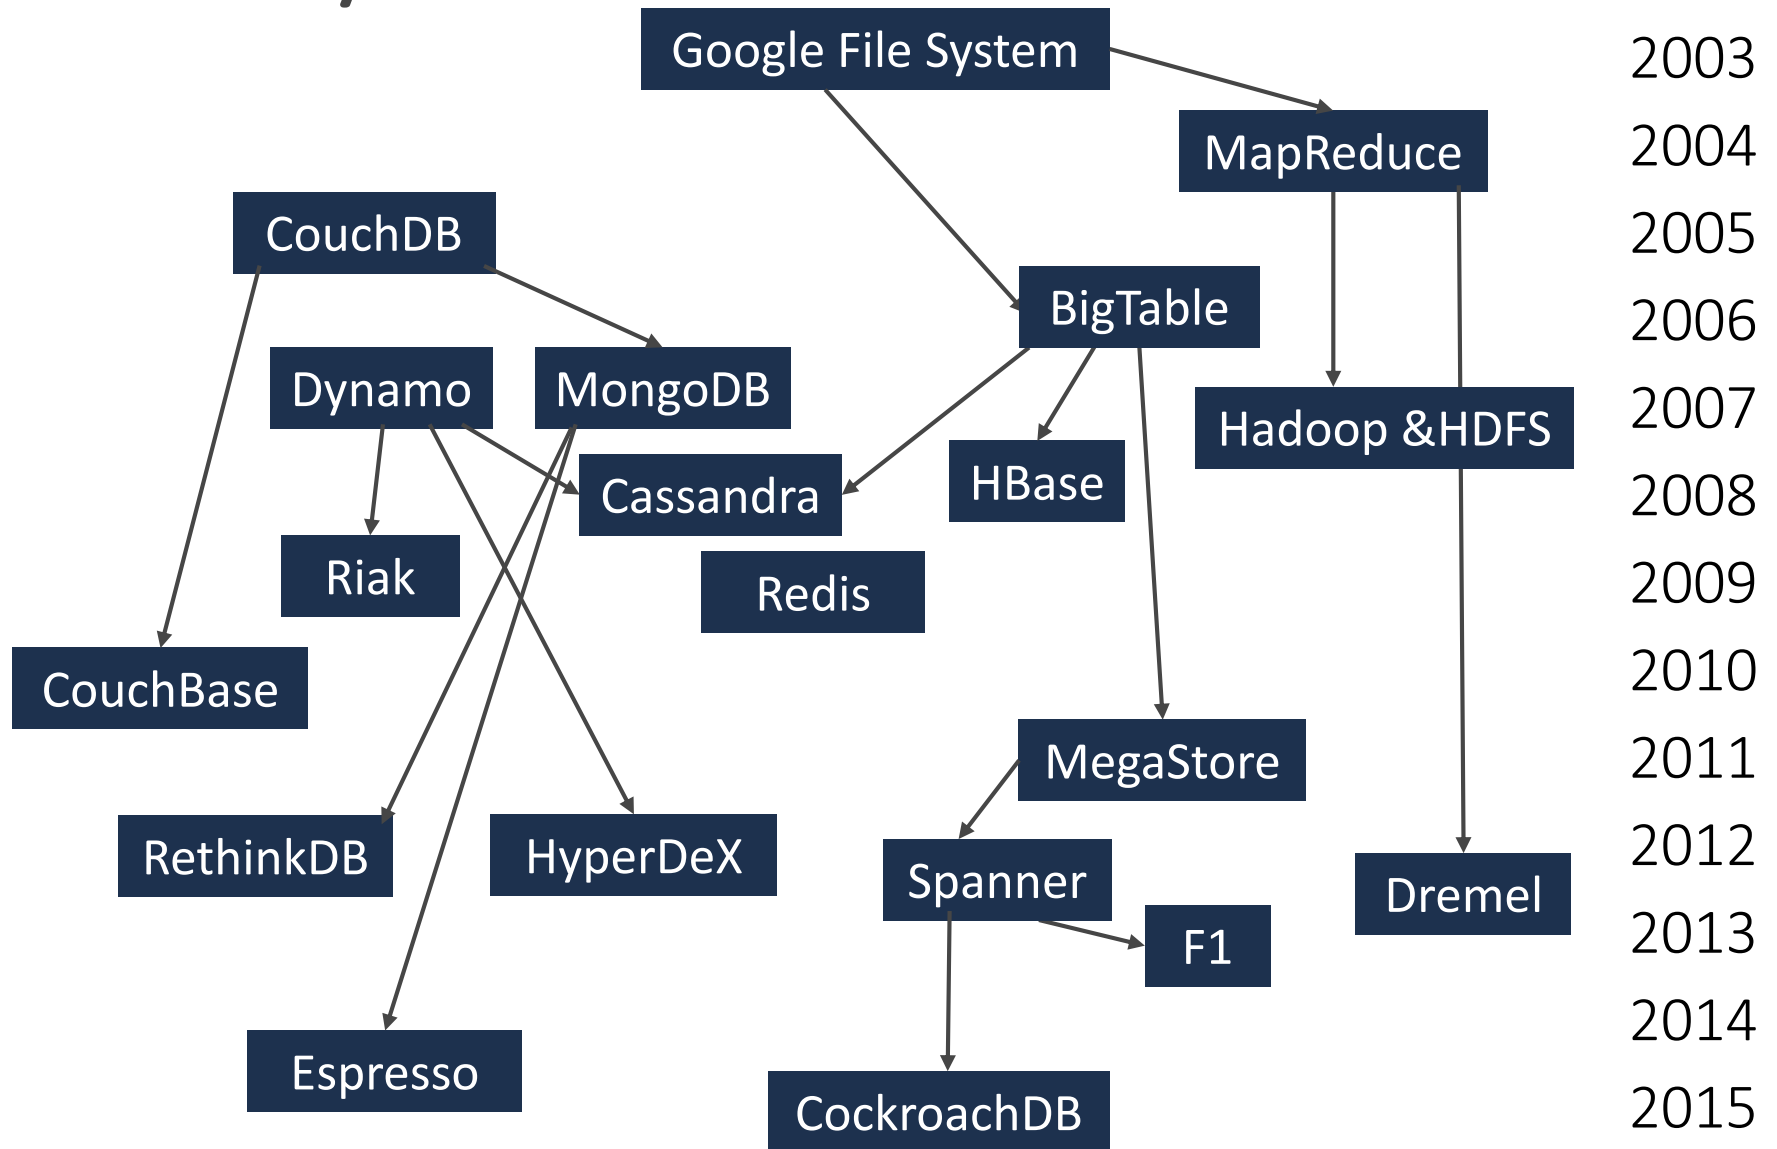 Google File System
2003
MapReduce
2004
CouchDB
2005
BigTable
2006
Dynamo
MongoDB
2007
Hadoop &HDFS
Cassandra
HBase
2008
Riak
Redis
2009
CouchBase
2010
MegaStore
2011
RethinkDB
HyperDeX
2012
Spanner
Dremel
F1
2013
2014
Espresso
CockroachDB
2015